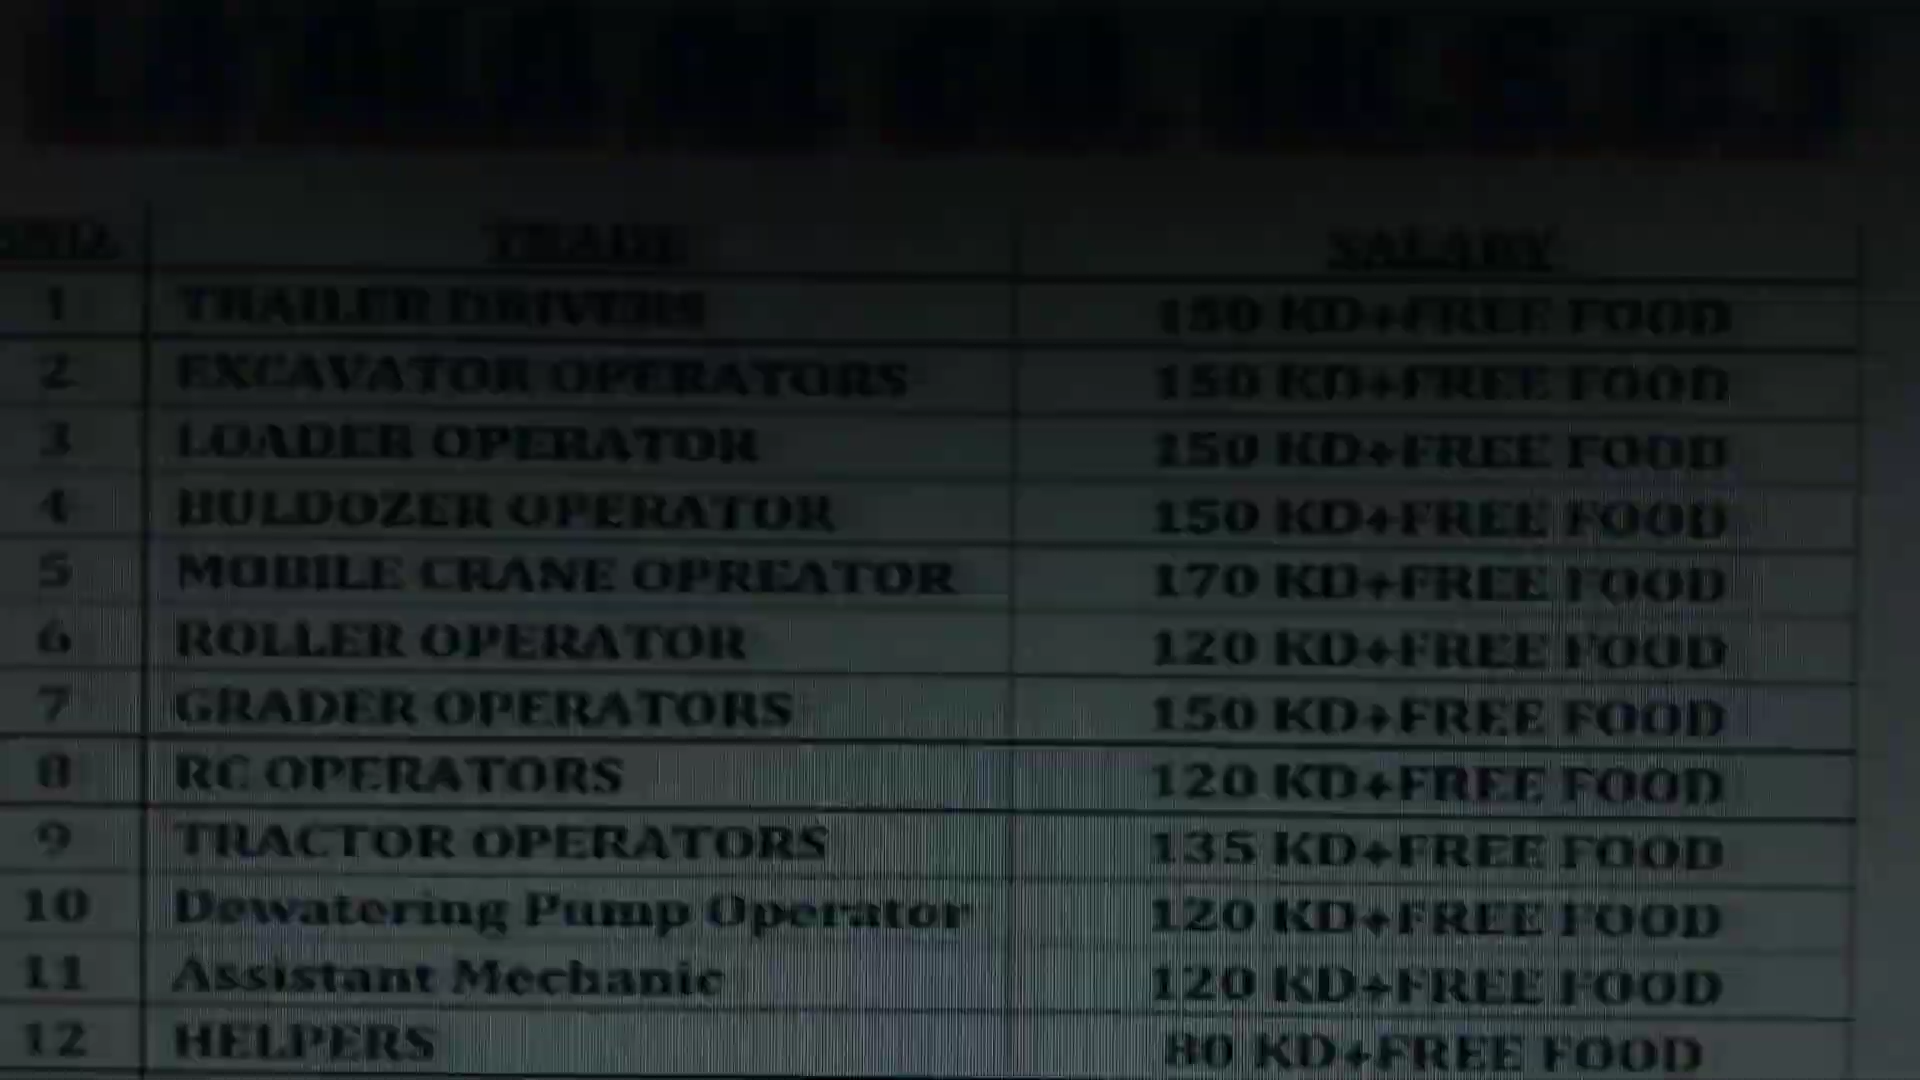 TRADE SALARY
1 TRAILER DRIVERS 150 KD+FREE FOOD
2 EXCAVATOR OPERATORS 150 KD+FREE FOOD
3 LOADER OPERATOR 150 KD+FREE FOOD
4 BULDOZER OPERATOR 150 KD+FREE FOOD
5 MOBILE CRANE OPREATOR 170 KD+FREE FOOD
6 ROLLER OPERATOR 120 KD+FREE FOOD
7 GRADER OPERATORS 150 KD+FREE FOOD
8 RC OPERATORS 120 KD+FREE FOOD
9 TRACTOR OPERATORS 135 KD+FREE FOOD
10 Dewatering Pump Operator 120 KD+FREE FOOD
11 Assistant Mechanic 120 KD+FREE FOOD
12 HELPERS 80 KD+FREE FOOD